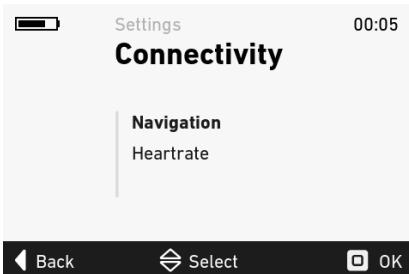 Settings
00:05
Connectivity
Navigation
Heartrate
Back
Select
OK